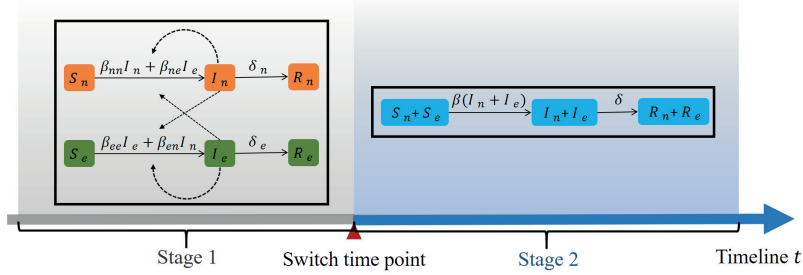 S_n β_nn I_n + β_ne I_e I_n δ_n R_n
S_e β_ee I_e + β_en I_n I_e δ_e R_e
S_n + S_e β(I_n + I_e) I_n + I_e δ R_n + R_e
Stage 1 Switch time point Stage 2 Timeline t